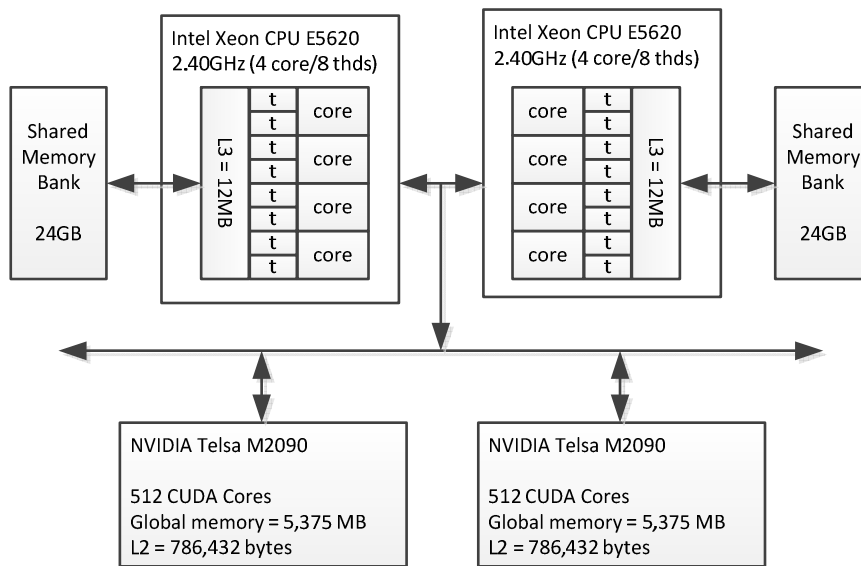 Intel Xeon CPU E5620
2.40GHz (4 core/8 thds)
Shared
Memory
Bank
24GB
L3 = 12MB
t
t
t
t
t
t
t
t
core
core
core
core
Intel Xeon CPU E5620
2.40GHz (4 core/8 thds)
core
core
core
core
t
t
t
t
t
t
t
t
L3 = 12MB
Shared
Memory
Bank
24GB
NVIDIA Telsa M2090
512 CUDA Cores
Global memory = 5,375 MB
L2 = 786,432 bytes
NVIDIA Telsa M2090
512 CUDA Cores
Global memory = 5,375 MB
L2 = 786,432 bytes